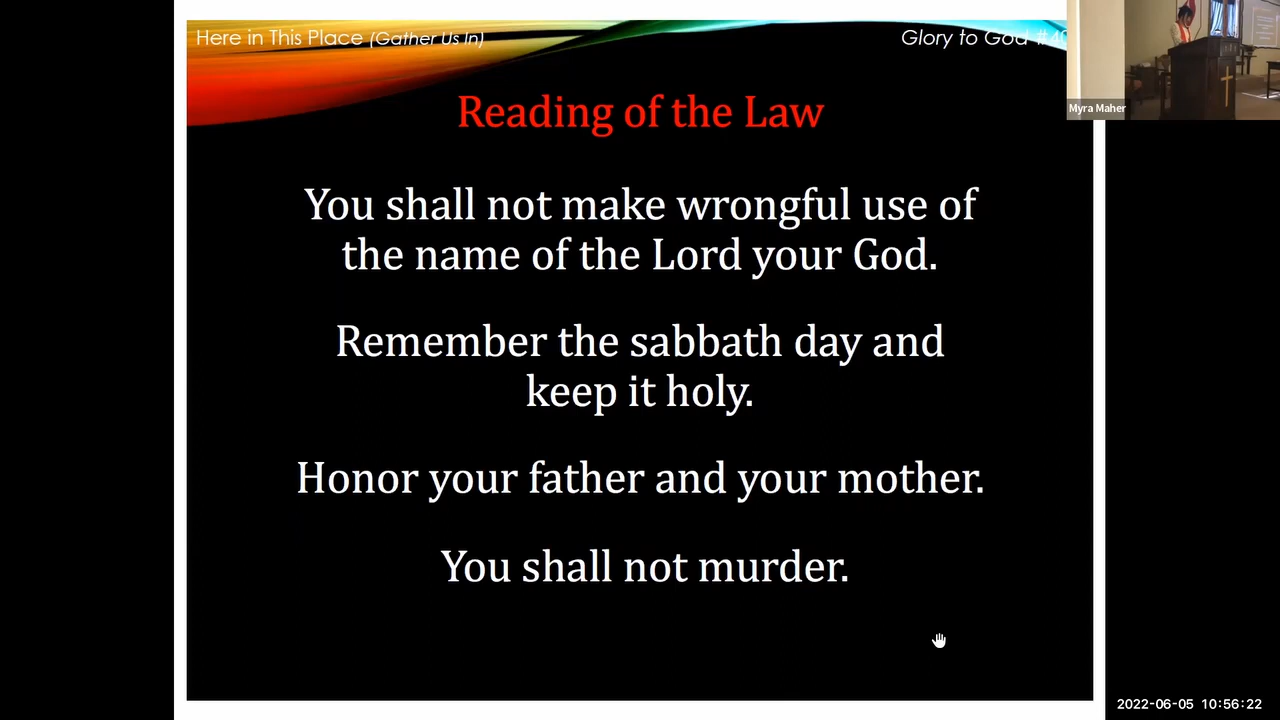 Here in This Place (Gather Us In)
Glory to God #40
Myra Maher
Reading of the Law
You shall not make wrongful use of
the name of the Lord your God.
Remember the sabbath day and
keep it holy.
Honor your father and your mother.
You shall not murder.
2022-06-05 10:56:22